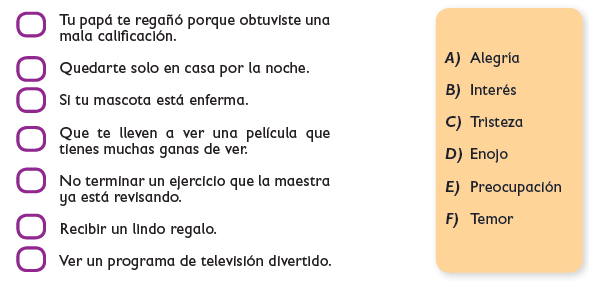 Tu papá te regañó porque obtuviste una
mala calificación.
Quedarte solo en casa por la noche.
Si tu mascota está enferma.
Que te lleven a ver una película que
tienes muchas ganas de ver.
No terminar un ejercicio que la maestra
ya está revisando.
Recibir un lindo regalo.
Ver un programa de televisión divertido.
A) Alegría
B) Interés
C) Tristeza
D) Enojo
E) Preocupación
F) Temor